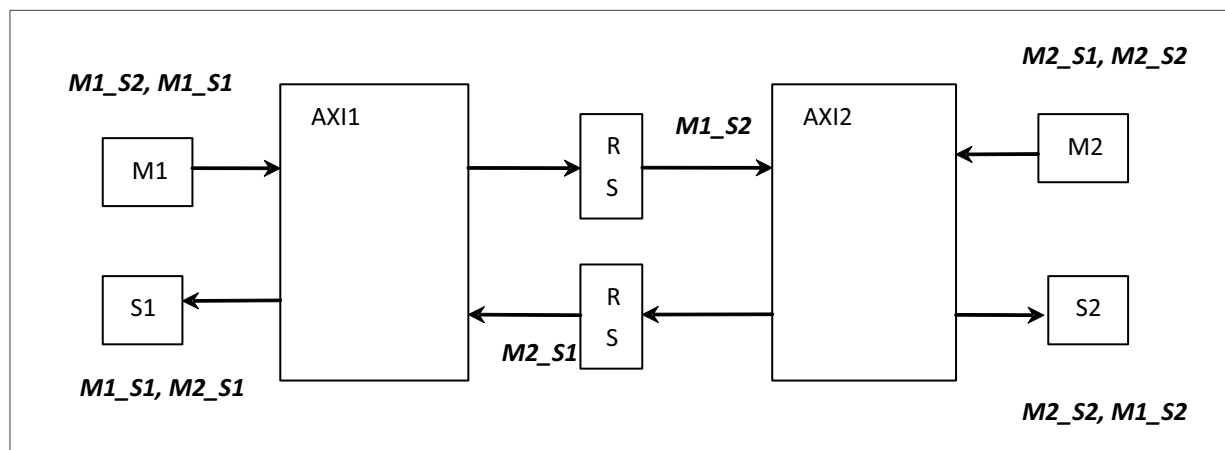 M2_S1, M2_S2
M1_S2, M1_S1
AXI1
AXI2
M1_S2
R
S
M1
M2
R
S
S1
S2
M2_S1
M1_S1, M2_S1
M2_S2, M1_S2